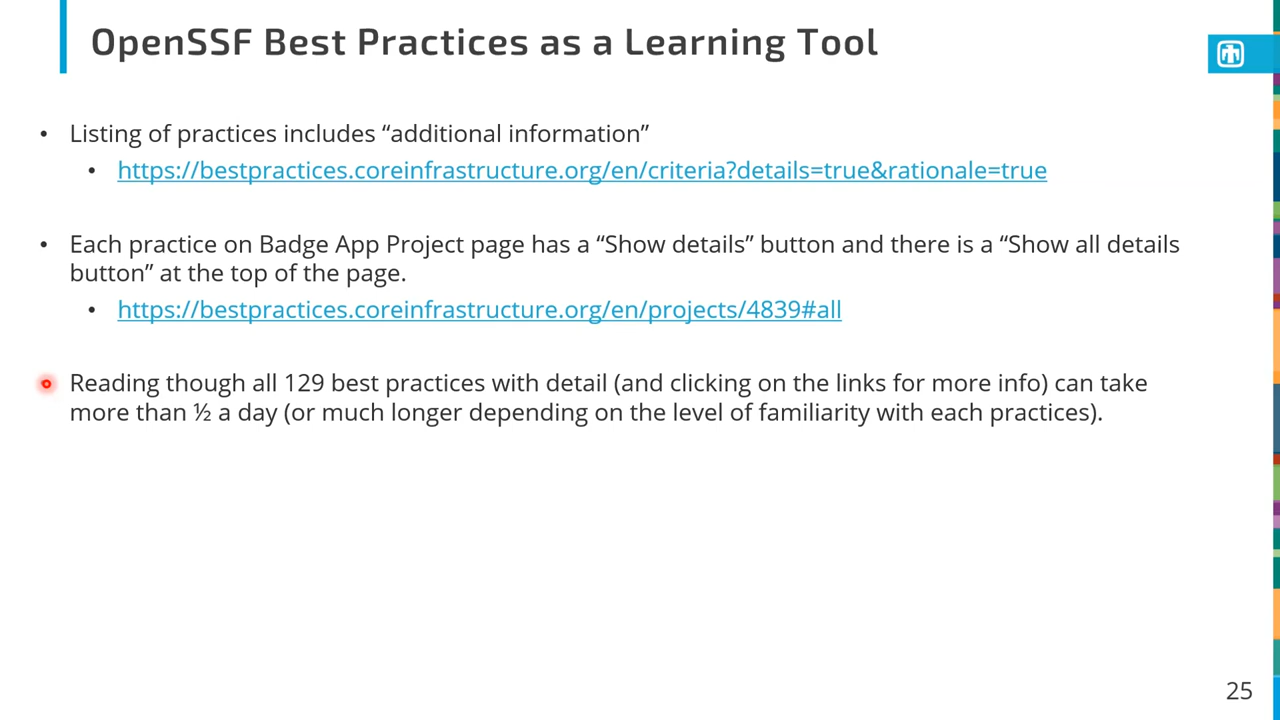 OpenSSF Best Practices as a Learning Tool
• Listing of practices includes “additional information”
• https://bestpractices.coreinfrastructure.org/en/criteria?details=true&rationale=true
• Each practice on Badge App Project page has a “Show details” button and there is a “Show all details
button” at the top of the page.
• https://bestpractices.coreinfrastructure.org/en/projects/4839#all
Reading though all 129 best practices with detail (and clicking on the links for more info) can take
more than ½ a day (or much longer depending on the level of familiarity with each practices).
25